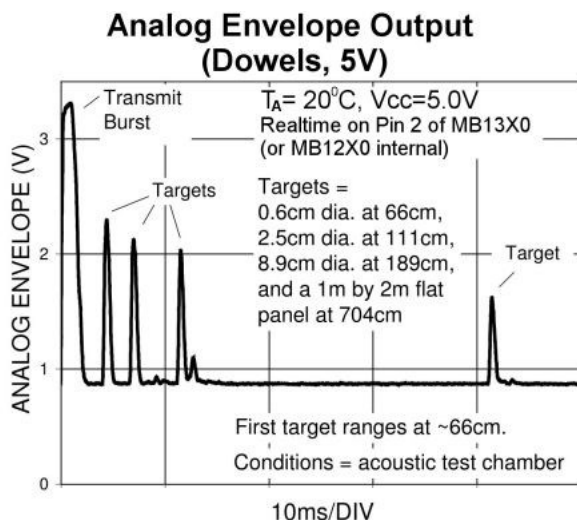 Analog Envelope Output
(Dowels, 5V)
Transmit
Burst
TA= 20°C, Vcc=5.0V
Realtime on Pin 2 of MB13X0
(or MB12X0 internal)
Targets
Targets =
0.6cm dia. at 66cm,
2.5cm dia. at 111cm,
8.9cm dia. at 189cm,
and a 1m by 2m flat
panel at 704cm
Target
First target ranges at ~66cm.
Conditions = acoustic test chamber
ANALOG ENVELOPE (V)
3
2
1
0
10ms/DIV